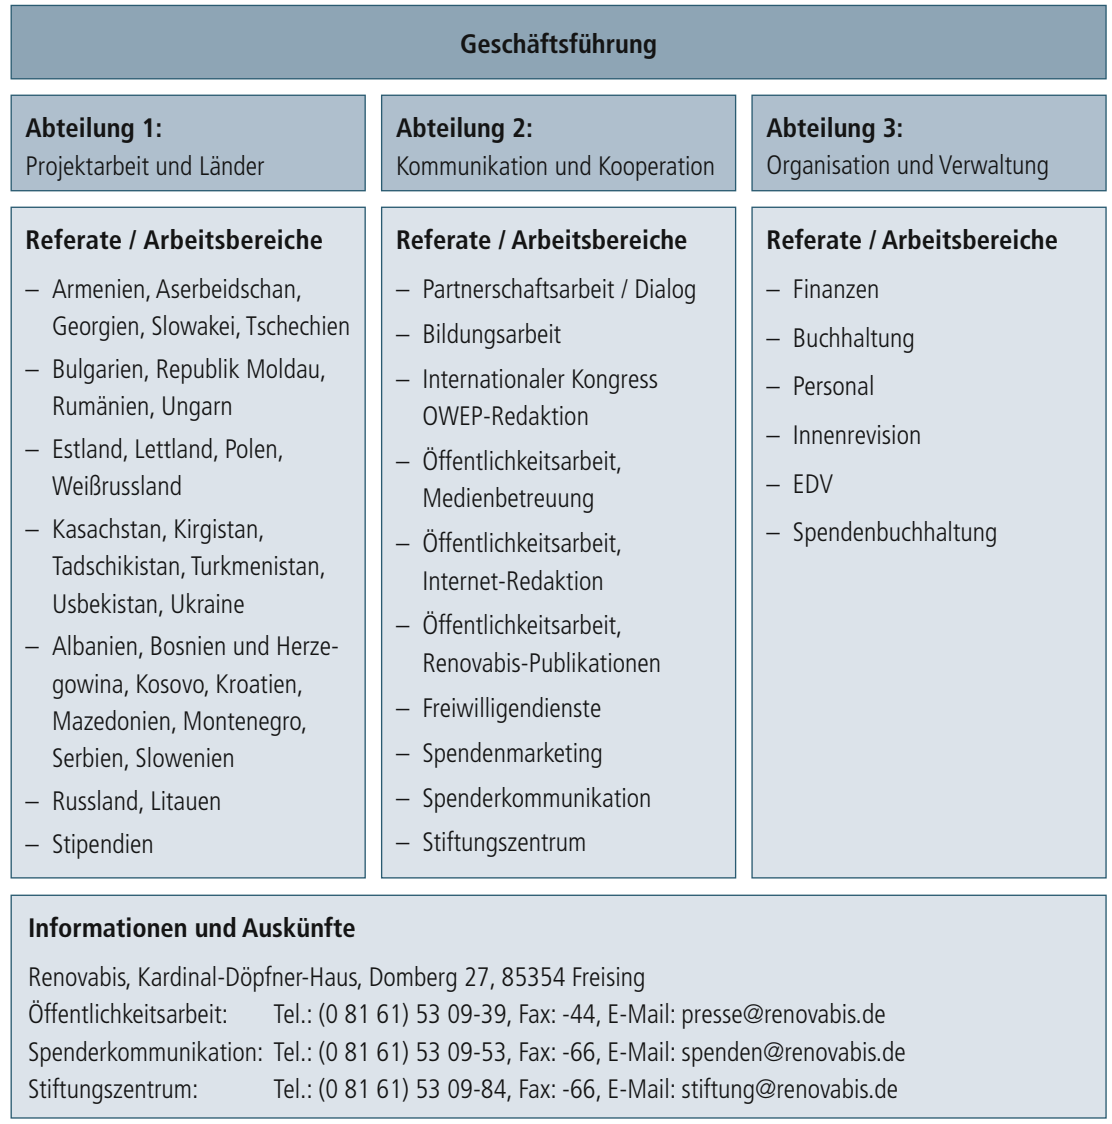 Geschäftsführung
Abteilung 1:
Projektarbeit und Länder
Referate / Arbeitsbereiche
– Armenien, Aserbeidschan,
Georgien, Slowakei, Tschechien
– Bulgarien, Republik Moldau,
Rumänien, Ungarn
– Estland, Lettland, Polen,
Weißrussland
– Kasachstan, Kirgistan,
Tadschikistan, Turkmenistan,
Usbekistan, Ukraine
– Albanien, Bosnien und Herze-
gowina, Kosovo, Kroatien,
Mazedonien, Montenegro,
Serbien, Slowenien
– Russland, Litauen
– Stipendien
Abteilung 2:
Kommunikation und Kooperation
Referate / Arbeitsbereiche
– Partnerschaftsarbeit / Dialog
– Bildungsarbeit
– Internationaler Kongress
OWEP-Redaktion
– Öffentlichkeitsarbeit,
Medienbetreuung
– Öffentlichkeitsarbeit,
Internet-Redaktion
– Öffentlichkeitsarbeit,
Renovabis-Publikationen
– Freiwilligendienste
– Spendenmarketing
– Spenderkommunikation
– Stiftungszentrum
Abteilung 3:
Organisation und Verwaltung
Referate / Arbeitsbereiche
– Finanzen
– Buchhaltung
– Personal
– Innenrevision
– EDV
– Spendenbuchhaltung
Informationen und Auskünfte
Renovabis, Kardinal-Döpfner-Haus, Domberg 27, 85354 Freising
Öffentlichkeitsarbeit: Tel.: (0 81 61) 53 09-39, Fax: -44, E-Mail: presse@renovabis.de
Spenderkommunikation: Tel.: (0 81 61) 53 09-53, Fax: -66, E-Mail: spenden@renovabis.de
Stiftungszentrum: Tel.: (0 81 61) 53 09-84, Fax: -66, E-Mail: stiftung@renovabis.de